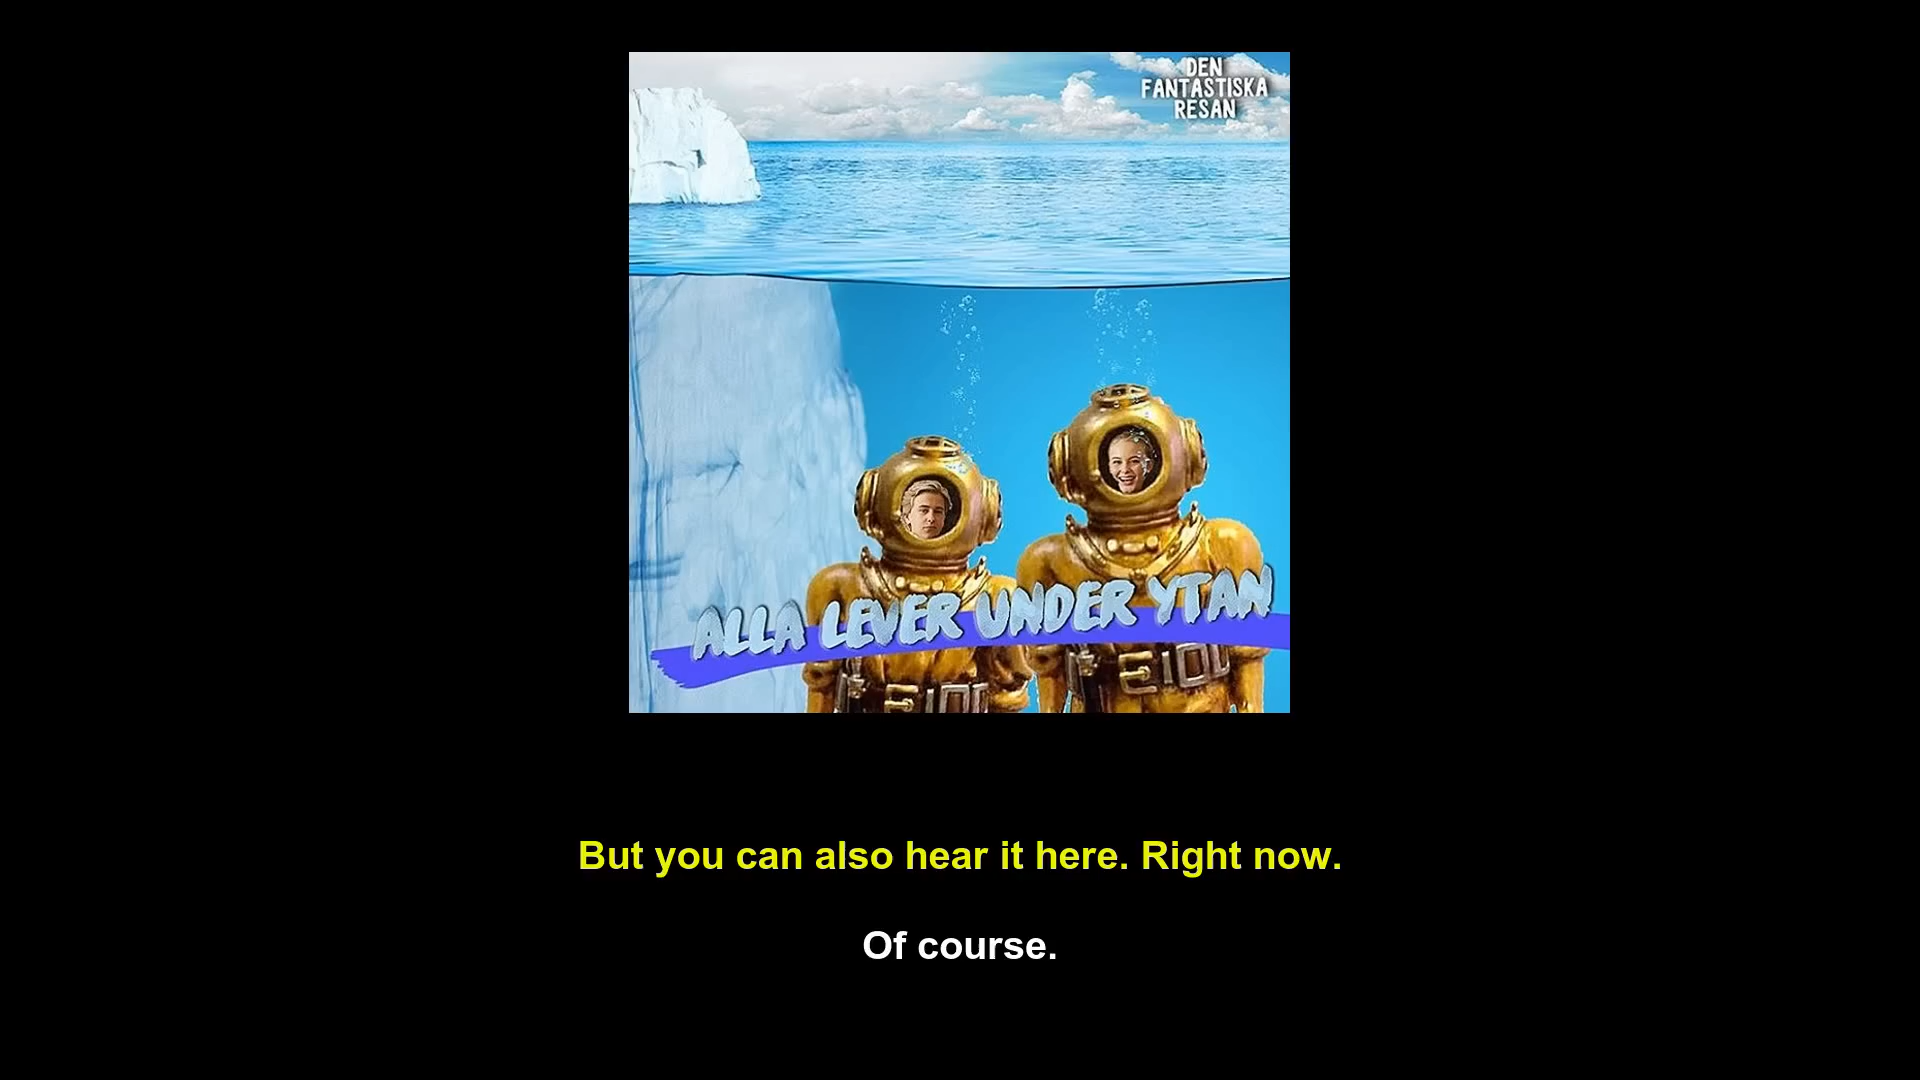 DEN
FANTASTISKA
RESAN
ALLA LEVER UNDER YTAN
But you can also hear it here. Right now.
Of course.